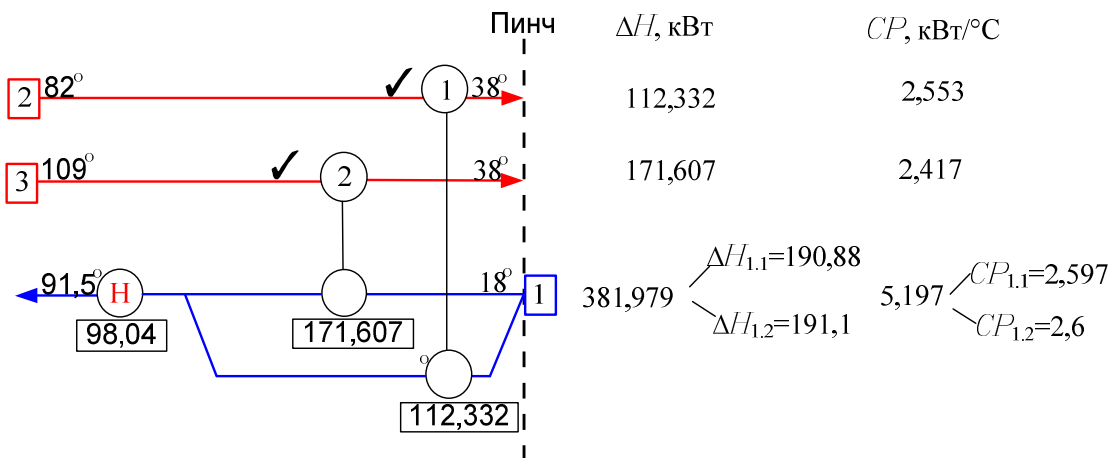 Пинч ΔH, кВт CP, кВт/°C
2 82° ✓ 1 38° 112,332 2,553
3 109° ✓ 2 38° 171,607 2,417
91,5° H 18° 1 381,979 ΔH1.1=190,88 5,197 CP1.1=2,597
ΔH1.2=191,1 CP1.2=2,6
98,04 171,607
°
112,332